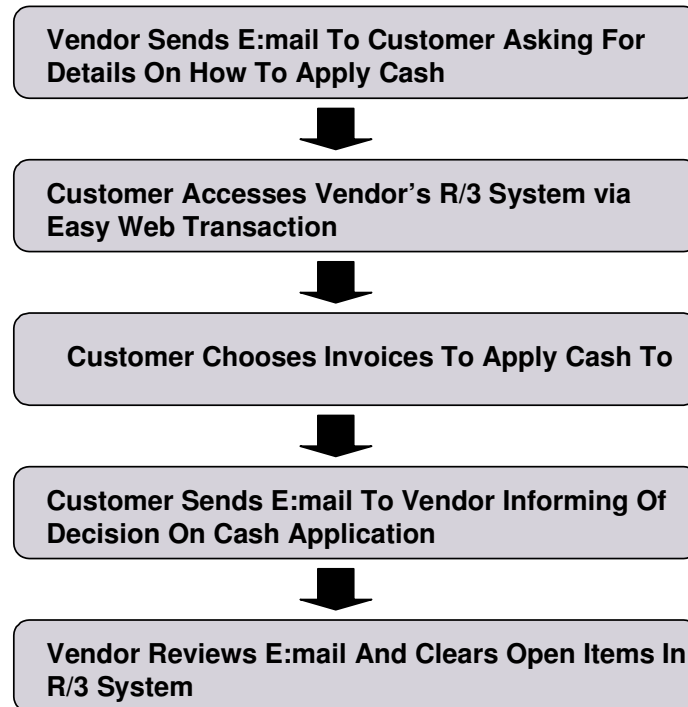 Vendor Sends E:mail To Customer Asking For
Details On How To Apply Cash
Customer Accesses Vendor's R/3 System via
Easy Web Transaction
Customer Chooses Invoices To Apply Cash To
Customer Sends E:mail To Vendor Informing Of
Decision On Cash Application
Vendor Reviews E:mail And Clears Open Items In
R/3 System